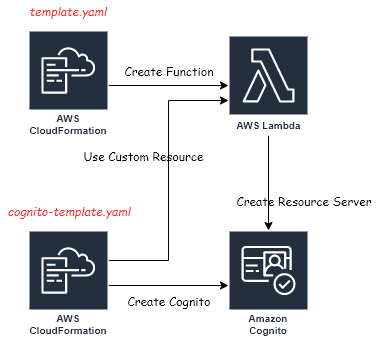 template.yaml
Create Function
AWS
CloudFormation
AWS Lambda
Use Custom Resource
cognito-template.yaml
Create Resource Server
Create Cognito
AWS
CloudFormation
Amazon
Cognito